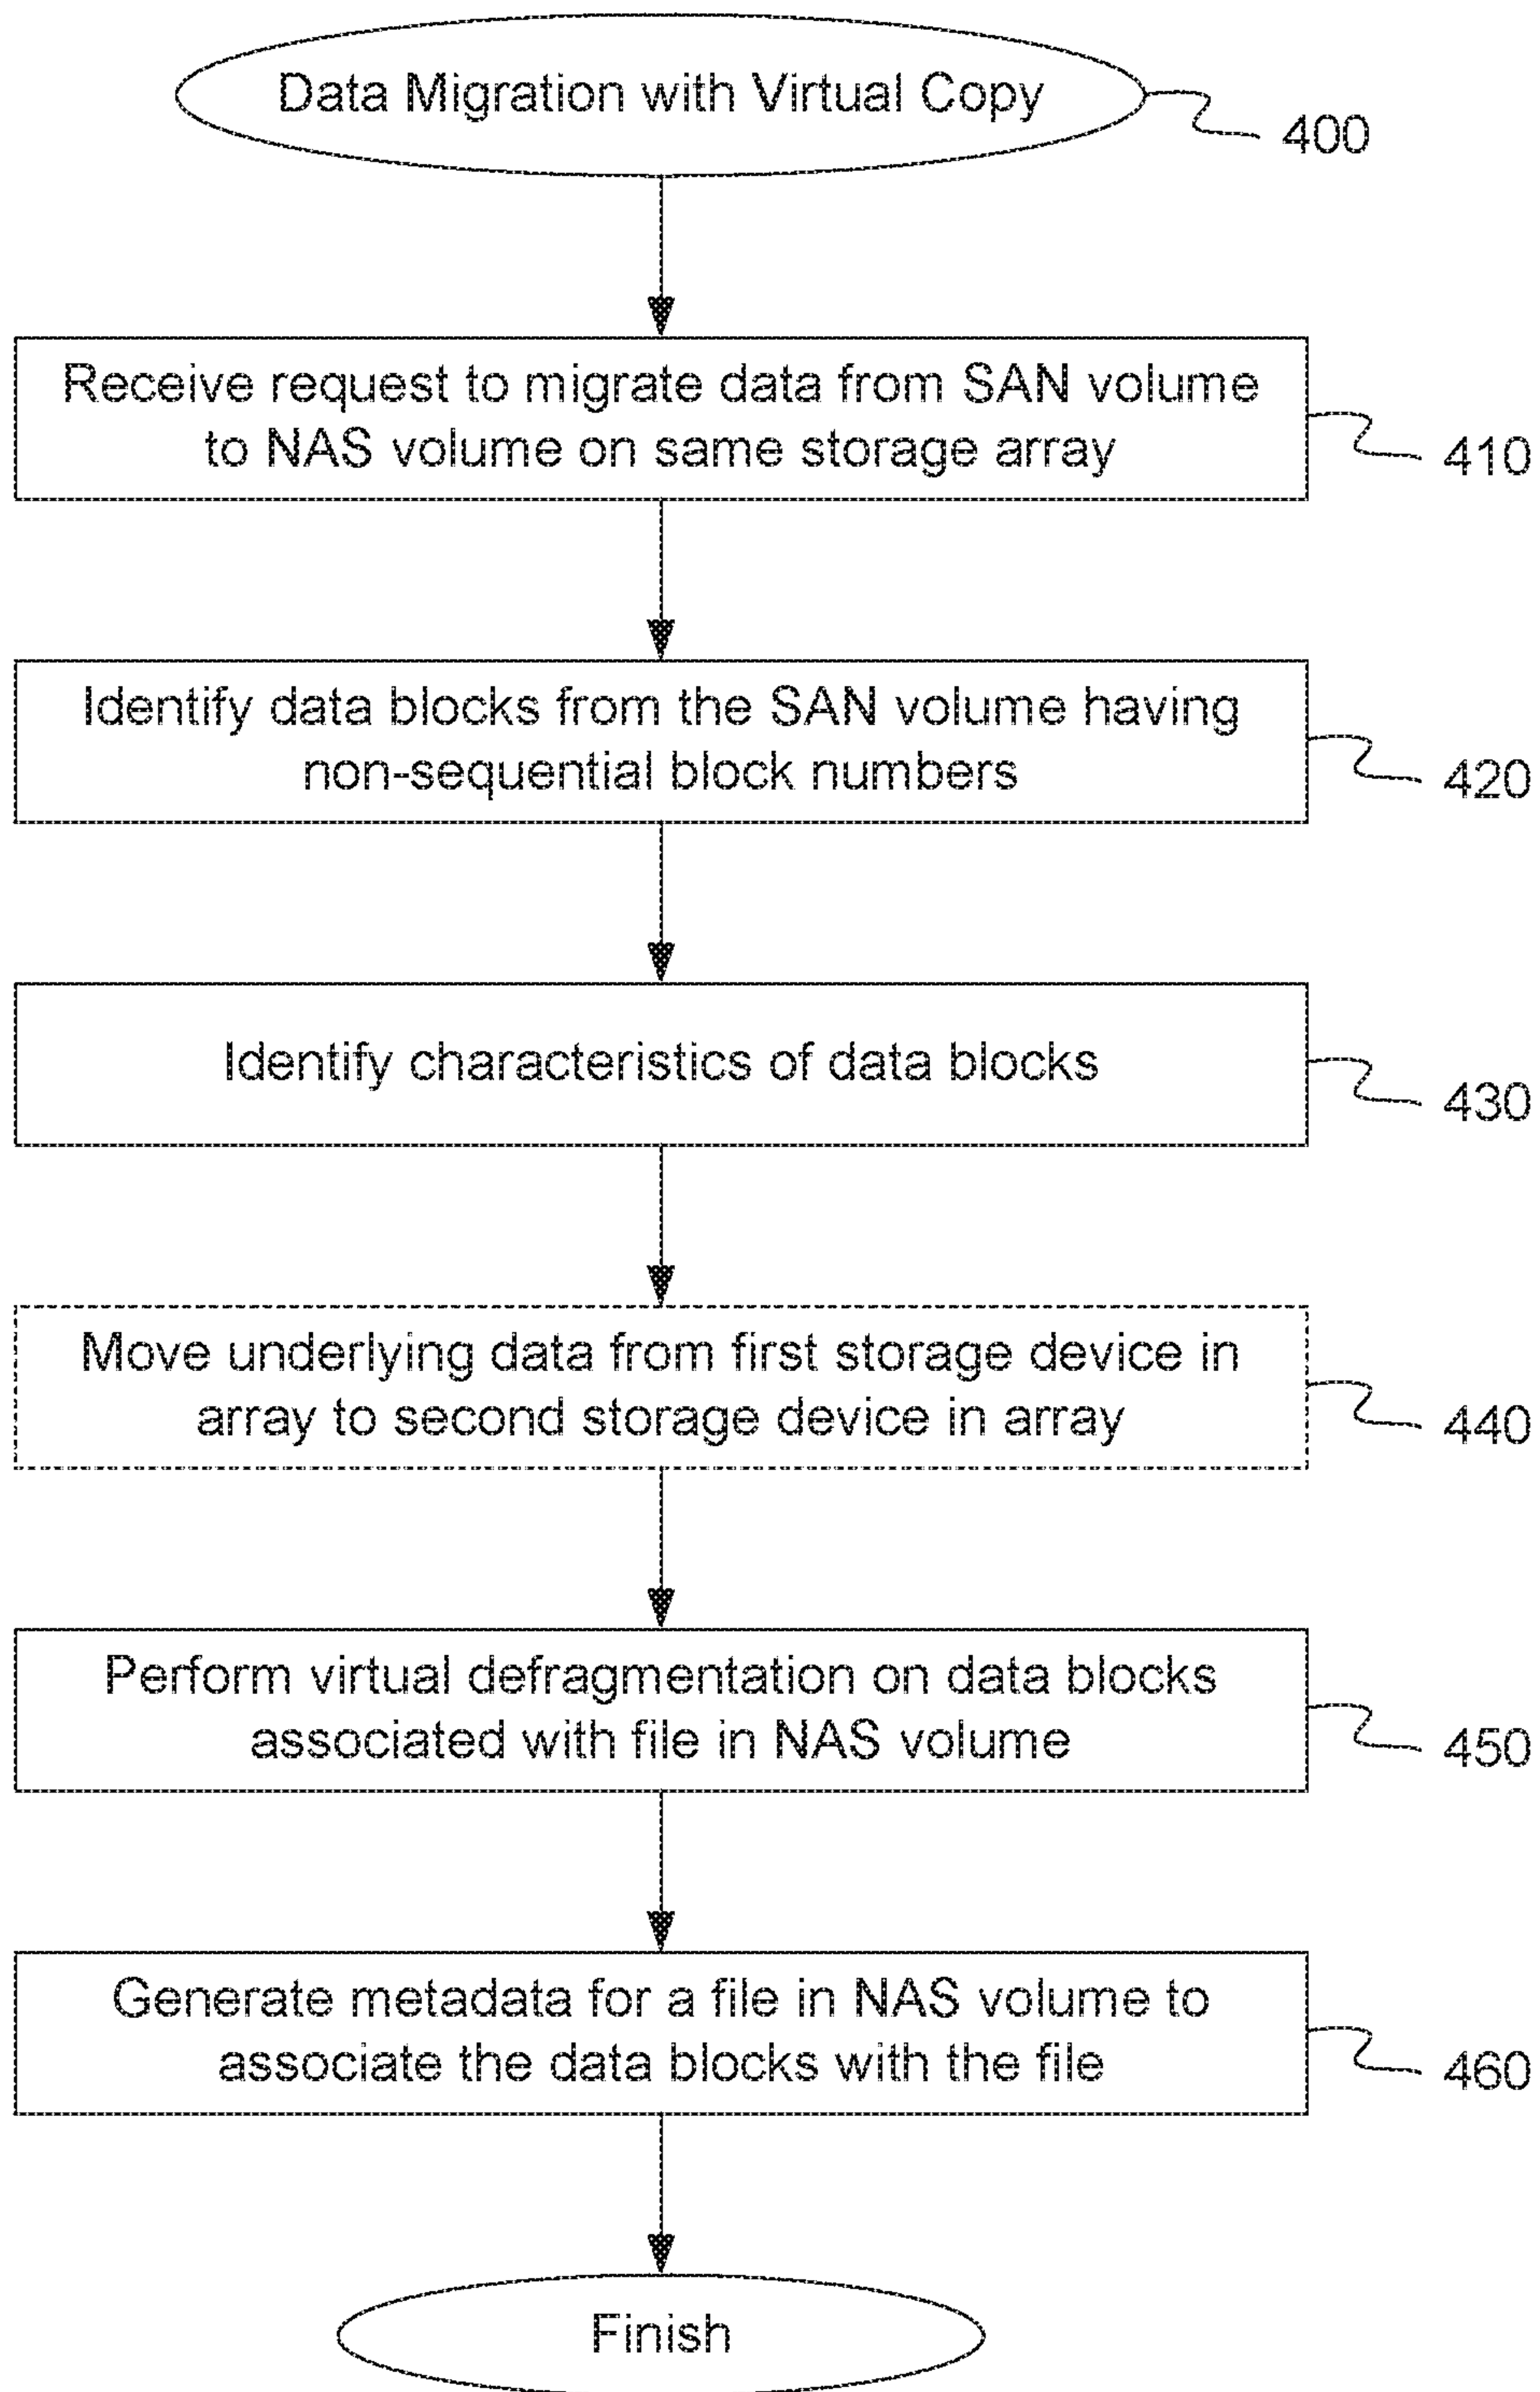 Data Migration with Virtual Copy
400
Receive request to migrate data from SAN volume
to NAS volume on same storage array
410
Identify data blocks from the SAN volume having
non-sequential block numbers
420
Identify characteristics of data blocks
430
Move underlying data from first storage device in
array to second storage device in array
440
Perform virtual defragmentation on data blocks
associated with file in NAS volume
450
Generate metadata for a file in NAS volume to
associate the data blocks with the file
460
Finish